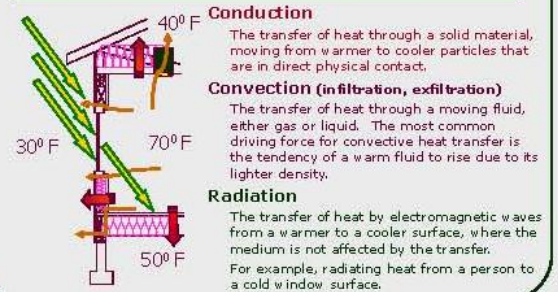 40⁰ F
30⁰ F
70⁰ F
50⁰ F
Conduction
The transfer of heat through a solid material,
moving from warmer to cooler particles that
are in direct physical contact.
Convection (infiltration, exfiltration)
The transfer of heat through a moving fluid,
either gas or liquid. The most common
driving force for convective heat transfer is
the tendency of a warm fluid to rise due to its
lighter density.
Radiation
The transfer of heat by electromagnetic waves
from a warmer to a cooler surface, where the
medium is not affected by the transfer.
For example, radiating heat from a person to
a cold window surface.